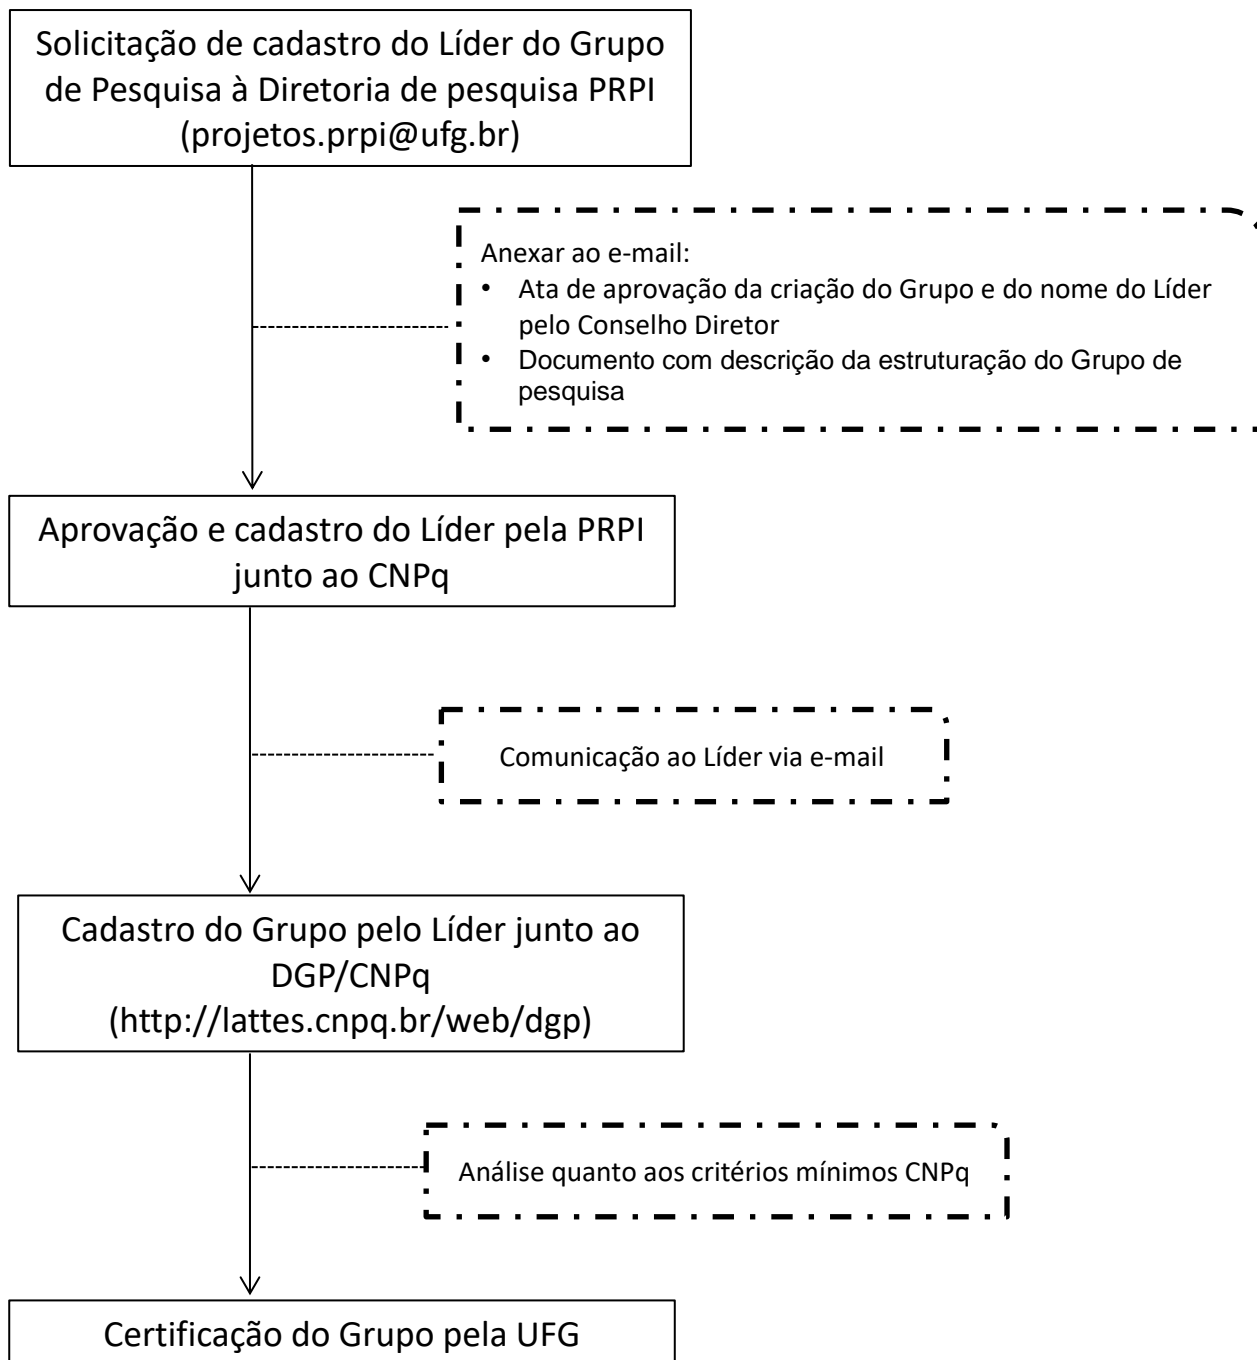 Solicitação de cadastro do Líder do Grupo
de Pesquisa à Diretoria de pesquisa PRPI
(projetos.prpi@ufg.br)
Anexar ao e-mail:
• Ata de aprovação da criação do Grupo e do nome do Líder
pelo Conselho Diretor
• Documento com descrição da estruturação do Grupo de
pesquisa
Aprovação e cadastro do Líder pela PRPI
junto ao CNPq
Comunicação ao Líder via e-mail
Cadastro do Grupo pelo Líder junto ao
DGP/CNPq
(http://lattes.cnpq.br/web/dgp)
Análise quanto aos critérios mínimos CNPq
Certificação do Grupo pela UFG